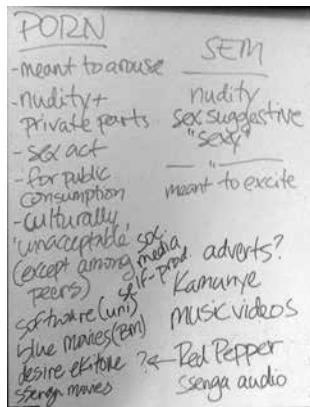 PORN
- meant to arouse
- nudity +
private parts
- sex act
- for public
consumption
- culturally
'unacceptable'
(except among
peers)
soc.
media
self-prod.
software (uni)
blue movies (BM)
desire ekitone ?←
ssenga moves
SEM
nudity
sex suggestive
"sexy"
— " —
meant to excite
adverts?
Kamunye
music videos
Red Pepper
ssenga audio